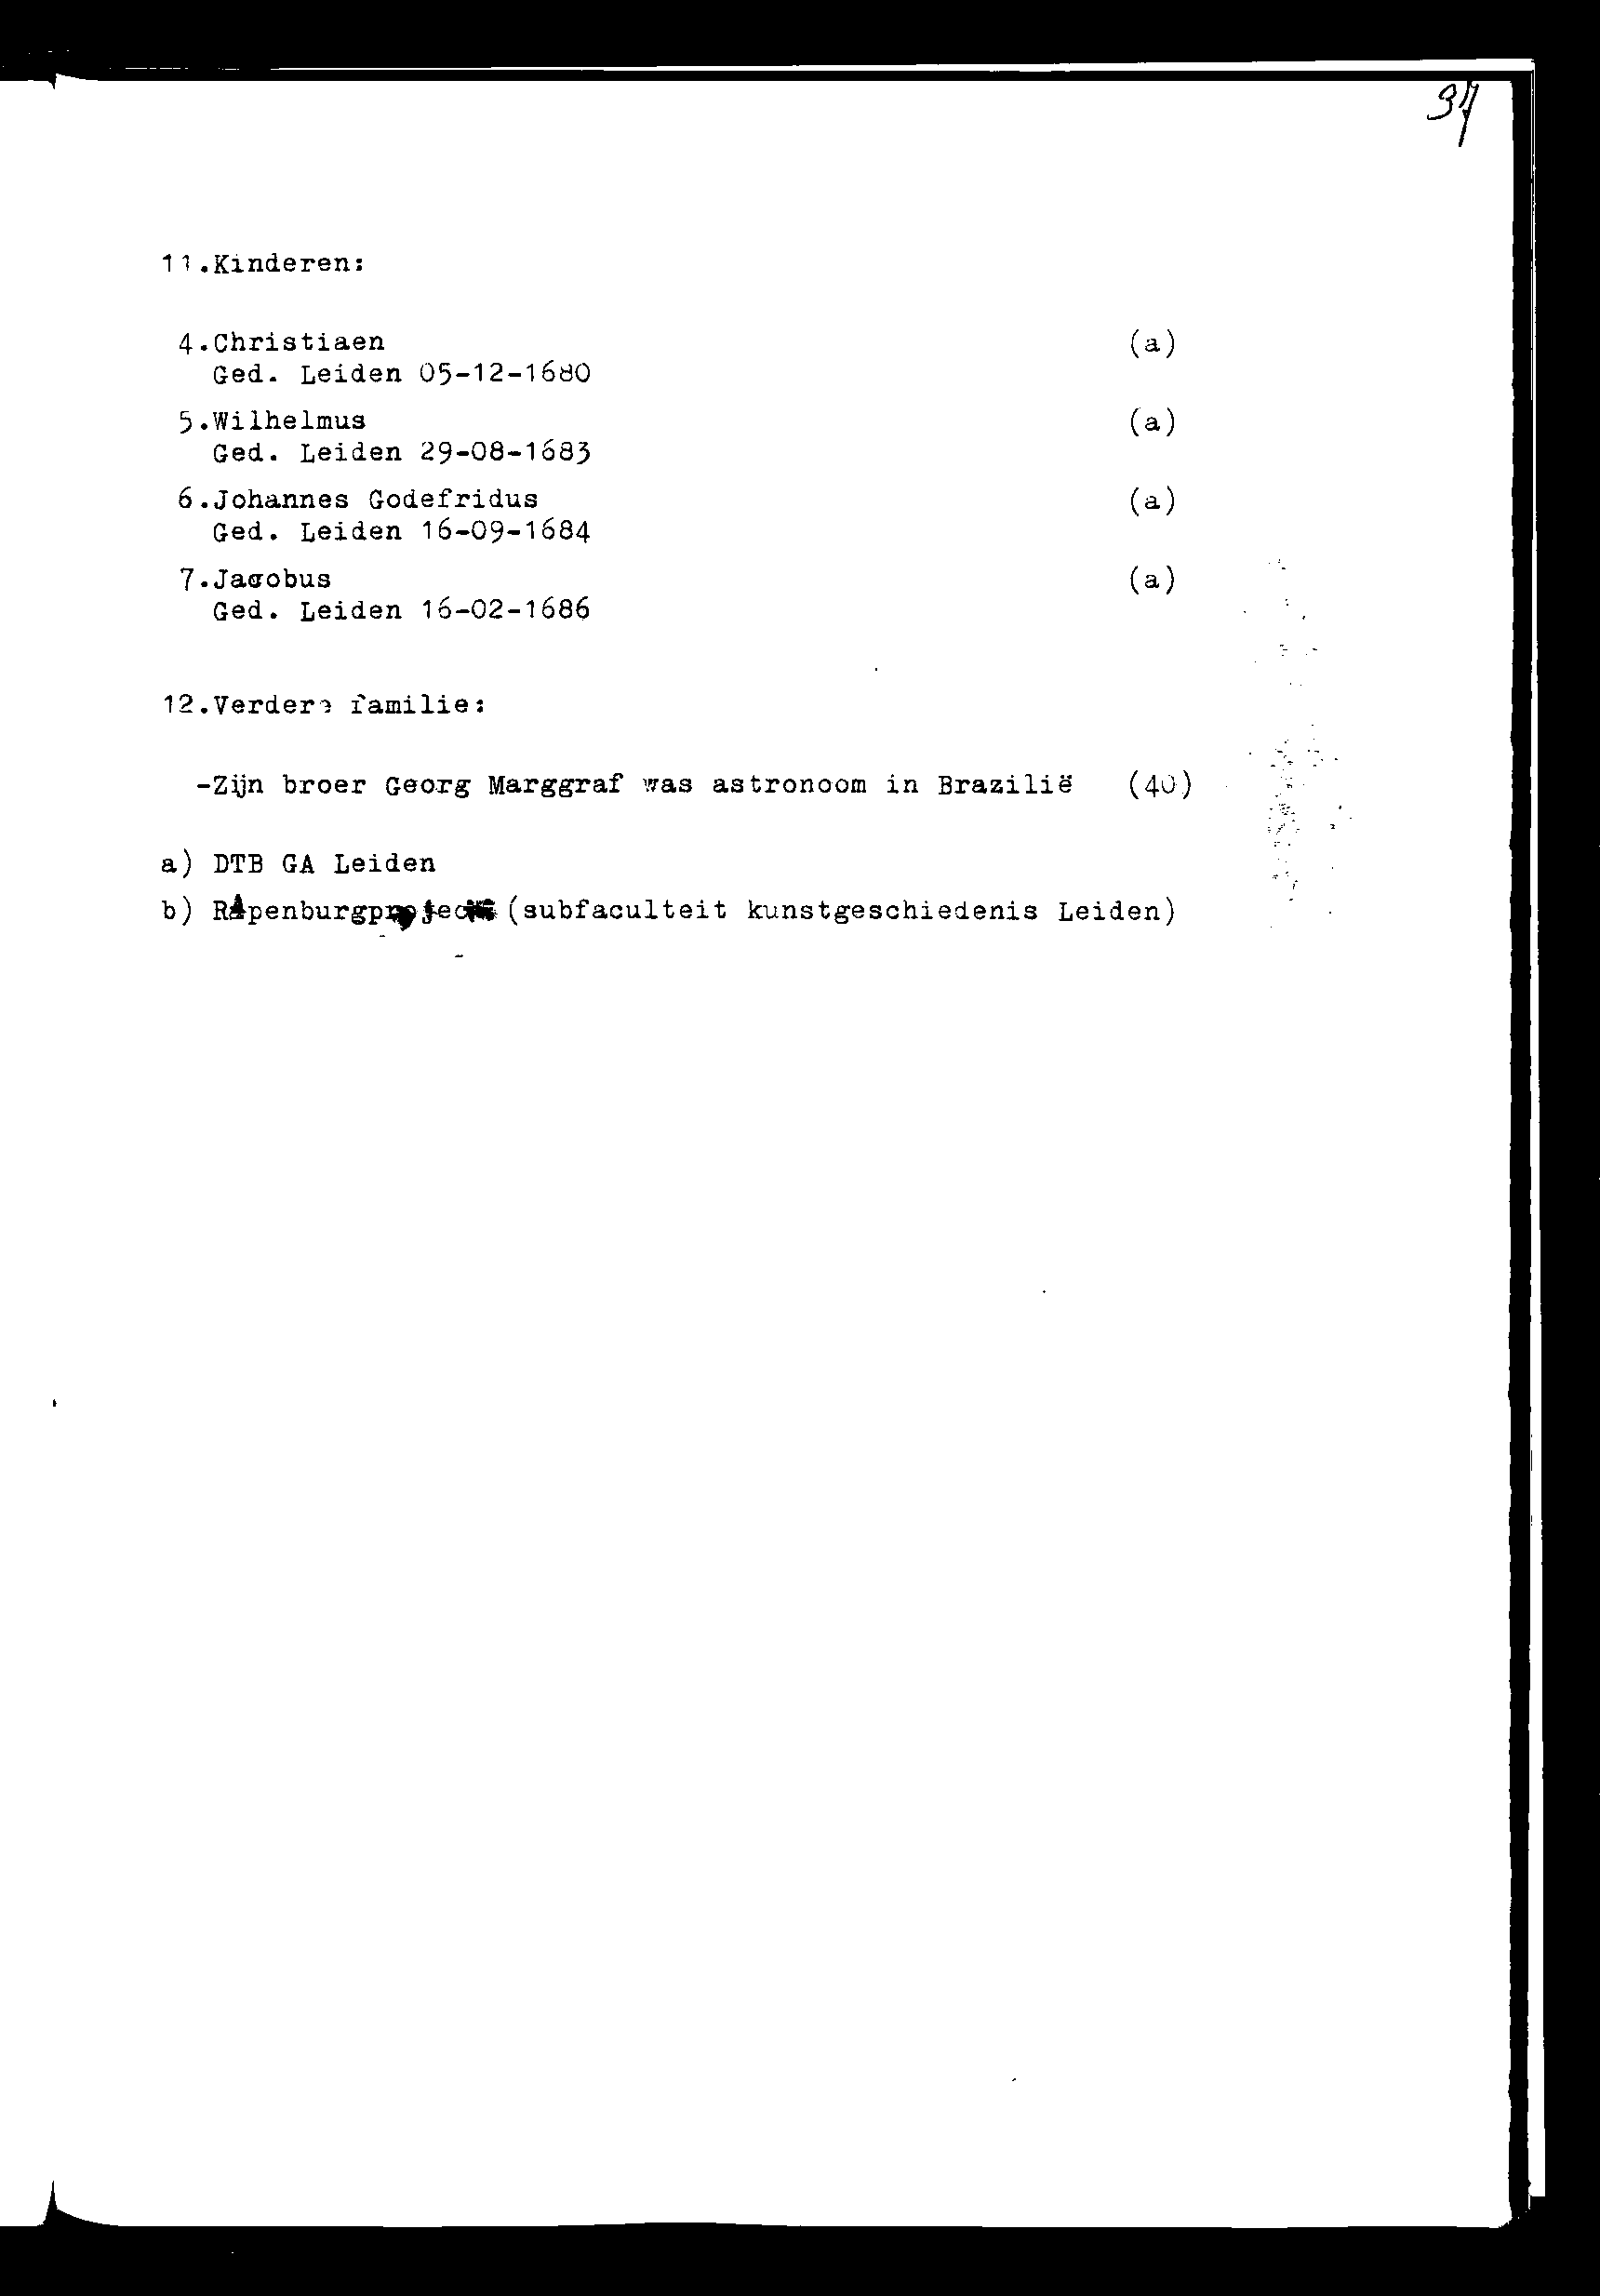 37
11.Kinderen:
4.Christiaen (a)
Ged. Leiden 05-12-1680
5.Wilhelmus (a)
Ged. Leiden 29-08-1683
6.Johannes Godefridus (a)
Ged. Leiden 16-09-1684
7.Jacobus (a)
Ged. Leiden 16-02-1686
12.Verdere familie:
-Zijn broer Georg Marggraf was astronoom in Brazilië (40)
a) DTB GA Leiden
b) Rapenburgproject (subfaculteit kunstgeschiedenis Leiden)